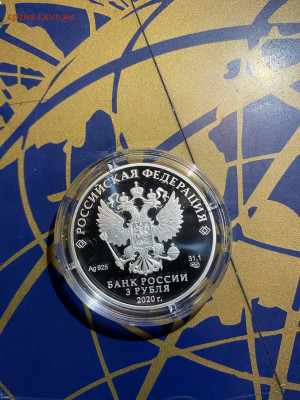 COINS.LAVE.RU
РОССИЙСКАЯ ФЕДЕРАЦИЯ
Ag 925
31,1
БАНК РОССИИ
3 РУБЛЯ
2020 г.